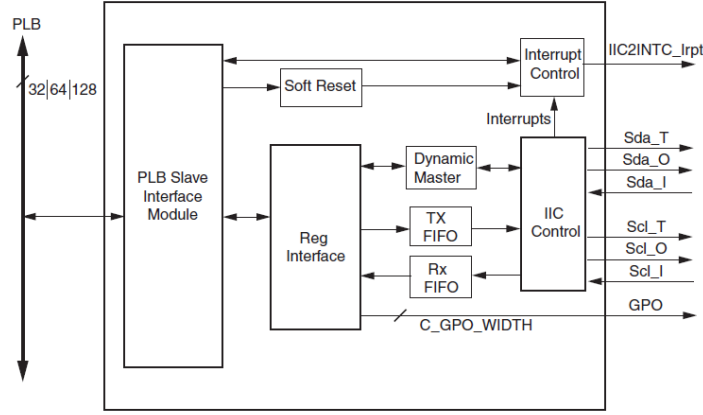 PLB
32|64|128
PLB Slave
Interface
Module
Soft Reset
Interrupt
Control
IIC2INTC_Irpt
Interrupts
Reg
Interface
Dynamic
Master
TX
FIFO
Rx
FIFO
IIC
Control
Sda_T
Sda_O
Sda_I
Scl_T
Scl_O
Scl_I
GPO
C_GPO_WIDTH